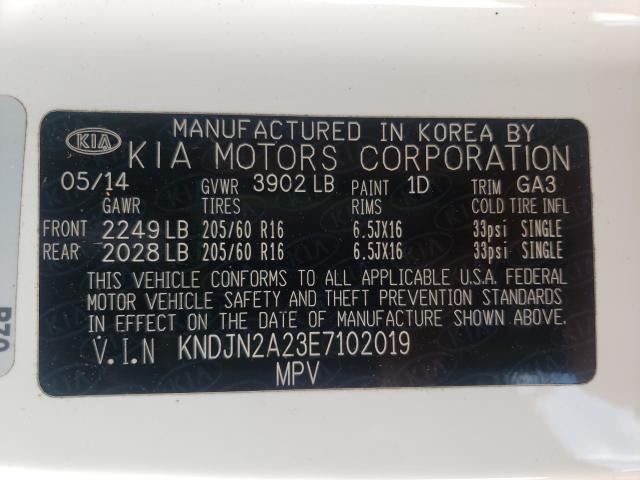 KIA MANUFACTURED IN KOREA BY
KIA MOTORS CORPORATION
05/14 GVWR 3902 LB PAINT 1D TRIM GA3
GAWR TIRES RIMS COLD TIRE INFL
FRONT 2249 LB 205/60 R16 6.5JX16 33psi SINGLE
REAR 2028 LB 205/60 R16 6.5JX16 33psi SINGLE
THIS VEHICLE CONFORMS TO ALL APPLICABLE U.S.A. FEDERAL
MOTOR VEHICLE SAFETY AND THEFT PREVENTION STANDARDS
IN EFFECT ON THE DATE OF MANUFACTURE SHOWN ABOVE.
V.I.N KNDJN2A23E7102019
MPV